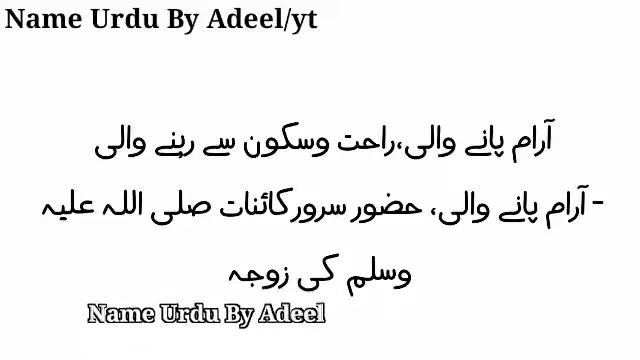 Name Urdu By Adeel/yt
آرام پانے والی،راحت وسکون سے رہنے والی
-آرام پانے والی، حضور سرورکائنات صلی اللہ علیہ
وسلم کی زوجہ
Name Urdu By Adeel